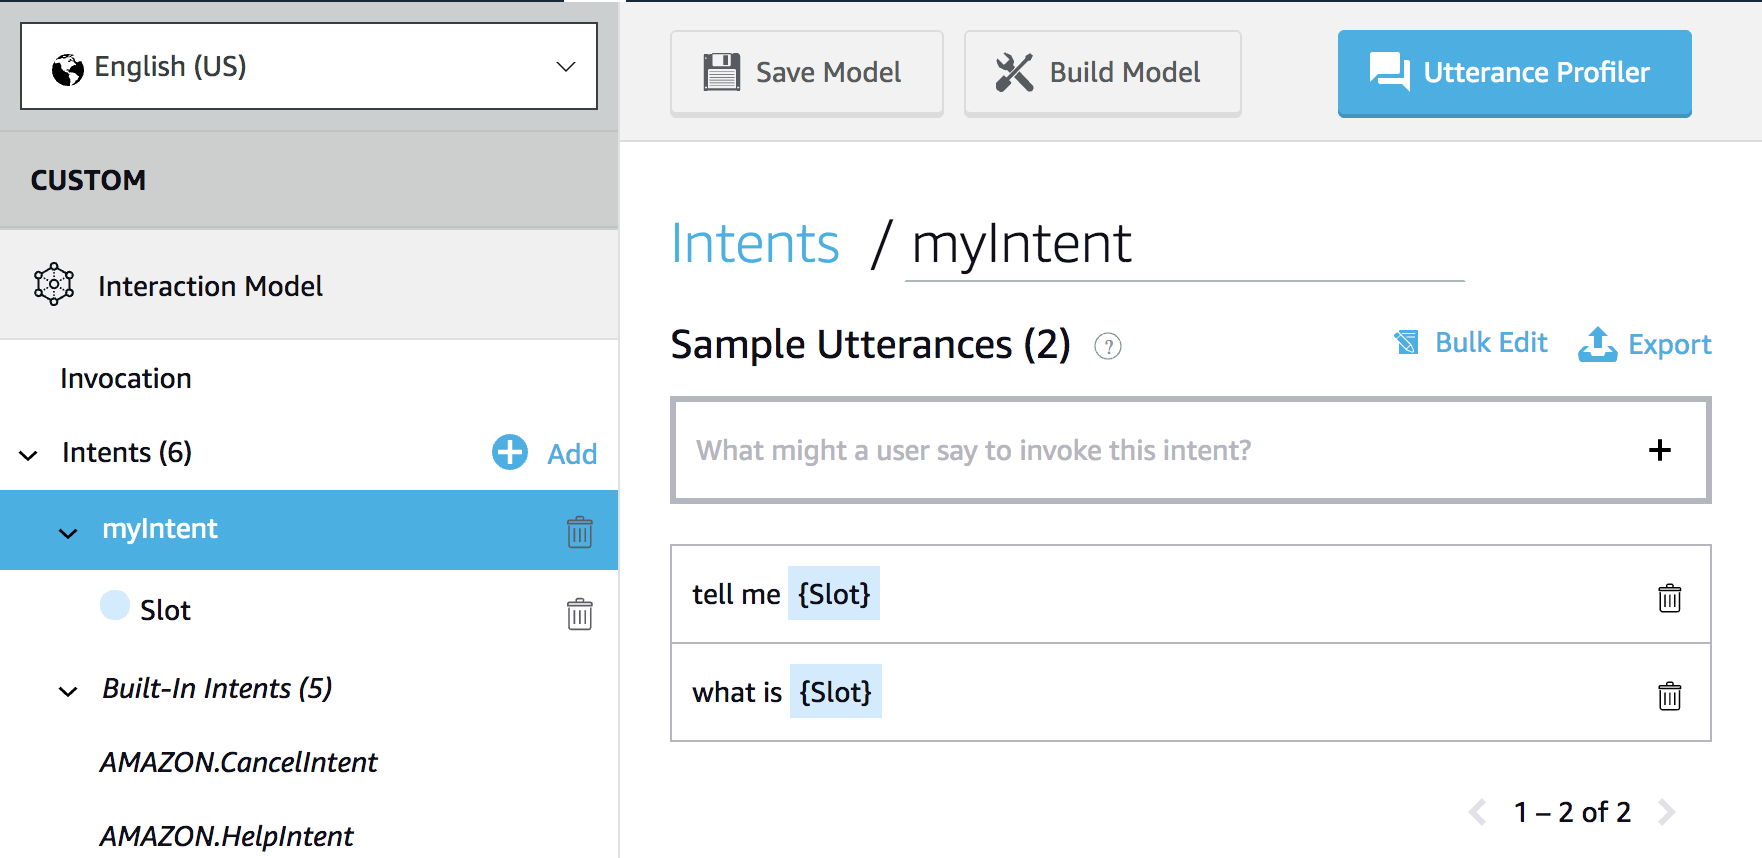 English (US)
CUSTOM
Interaction Model
Invocation
Intents (6)
Add
myIntent
Slot
Built-In Intents (5)
AMAZON.CancelIntent
AMAZON.HelpIntent
Save Model
Build Model
Utterance Profiler
Intents / myIntent
Sample Utterances (2) ?
Bulk Edit
Export
What might a user say to invoke this intent?
tell me {Slot}
what is {Slot}
1 – 2 of 2